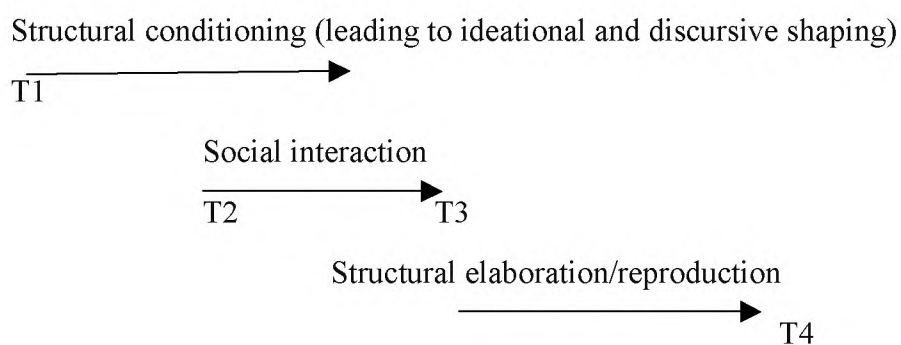 Structural conditioning (leading to ideational and discursive shaping)
T1
Social interaction
T2 T3
Structural elaboration/reproduction
T4